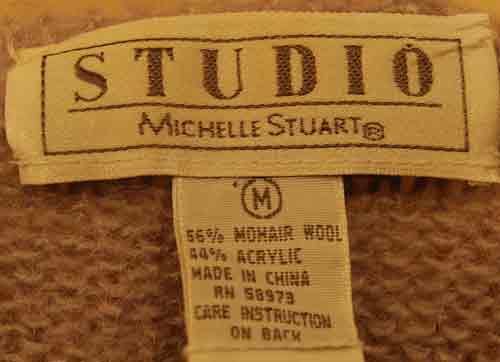 STUDIO
MICHELLE STUART®
M
56% MOHAIR WOOL
44% ACRYLIC
MADE IN CHINA
RN 58973
CARE INSTRUCTION
ON BACK